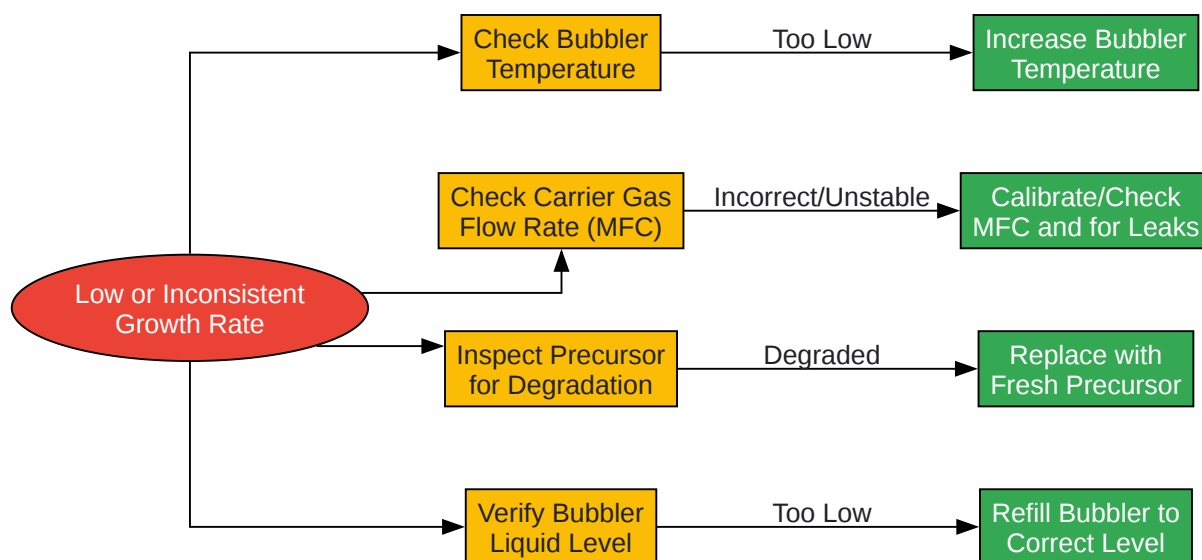 Check Bubbler
Temperature
Too Low
Increase Bubbler
Temperature
Check Carrier Gas
Flow Rate (MFC)
Incorrect/Unstable
Calibrate/Check
MFC and for Leaks
Low or Inconsistent
Growth Rate
Inspect Precursor
for Degradation
Degraded
Replace with
Fresh Precursor
Verify Bubbler
Liquid Level
Too Low
Refill Bubbler to
Correct Level